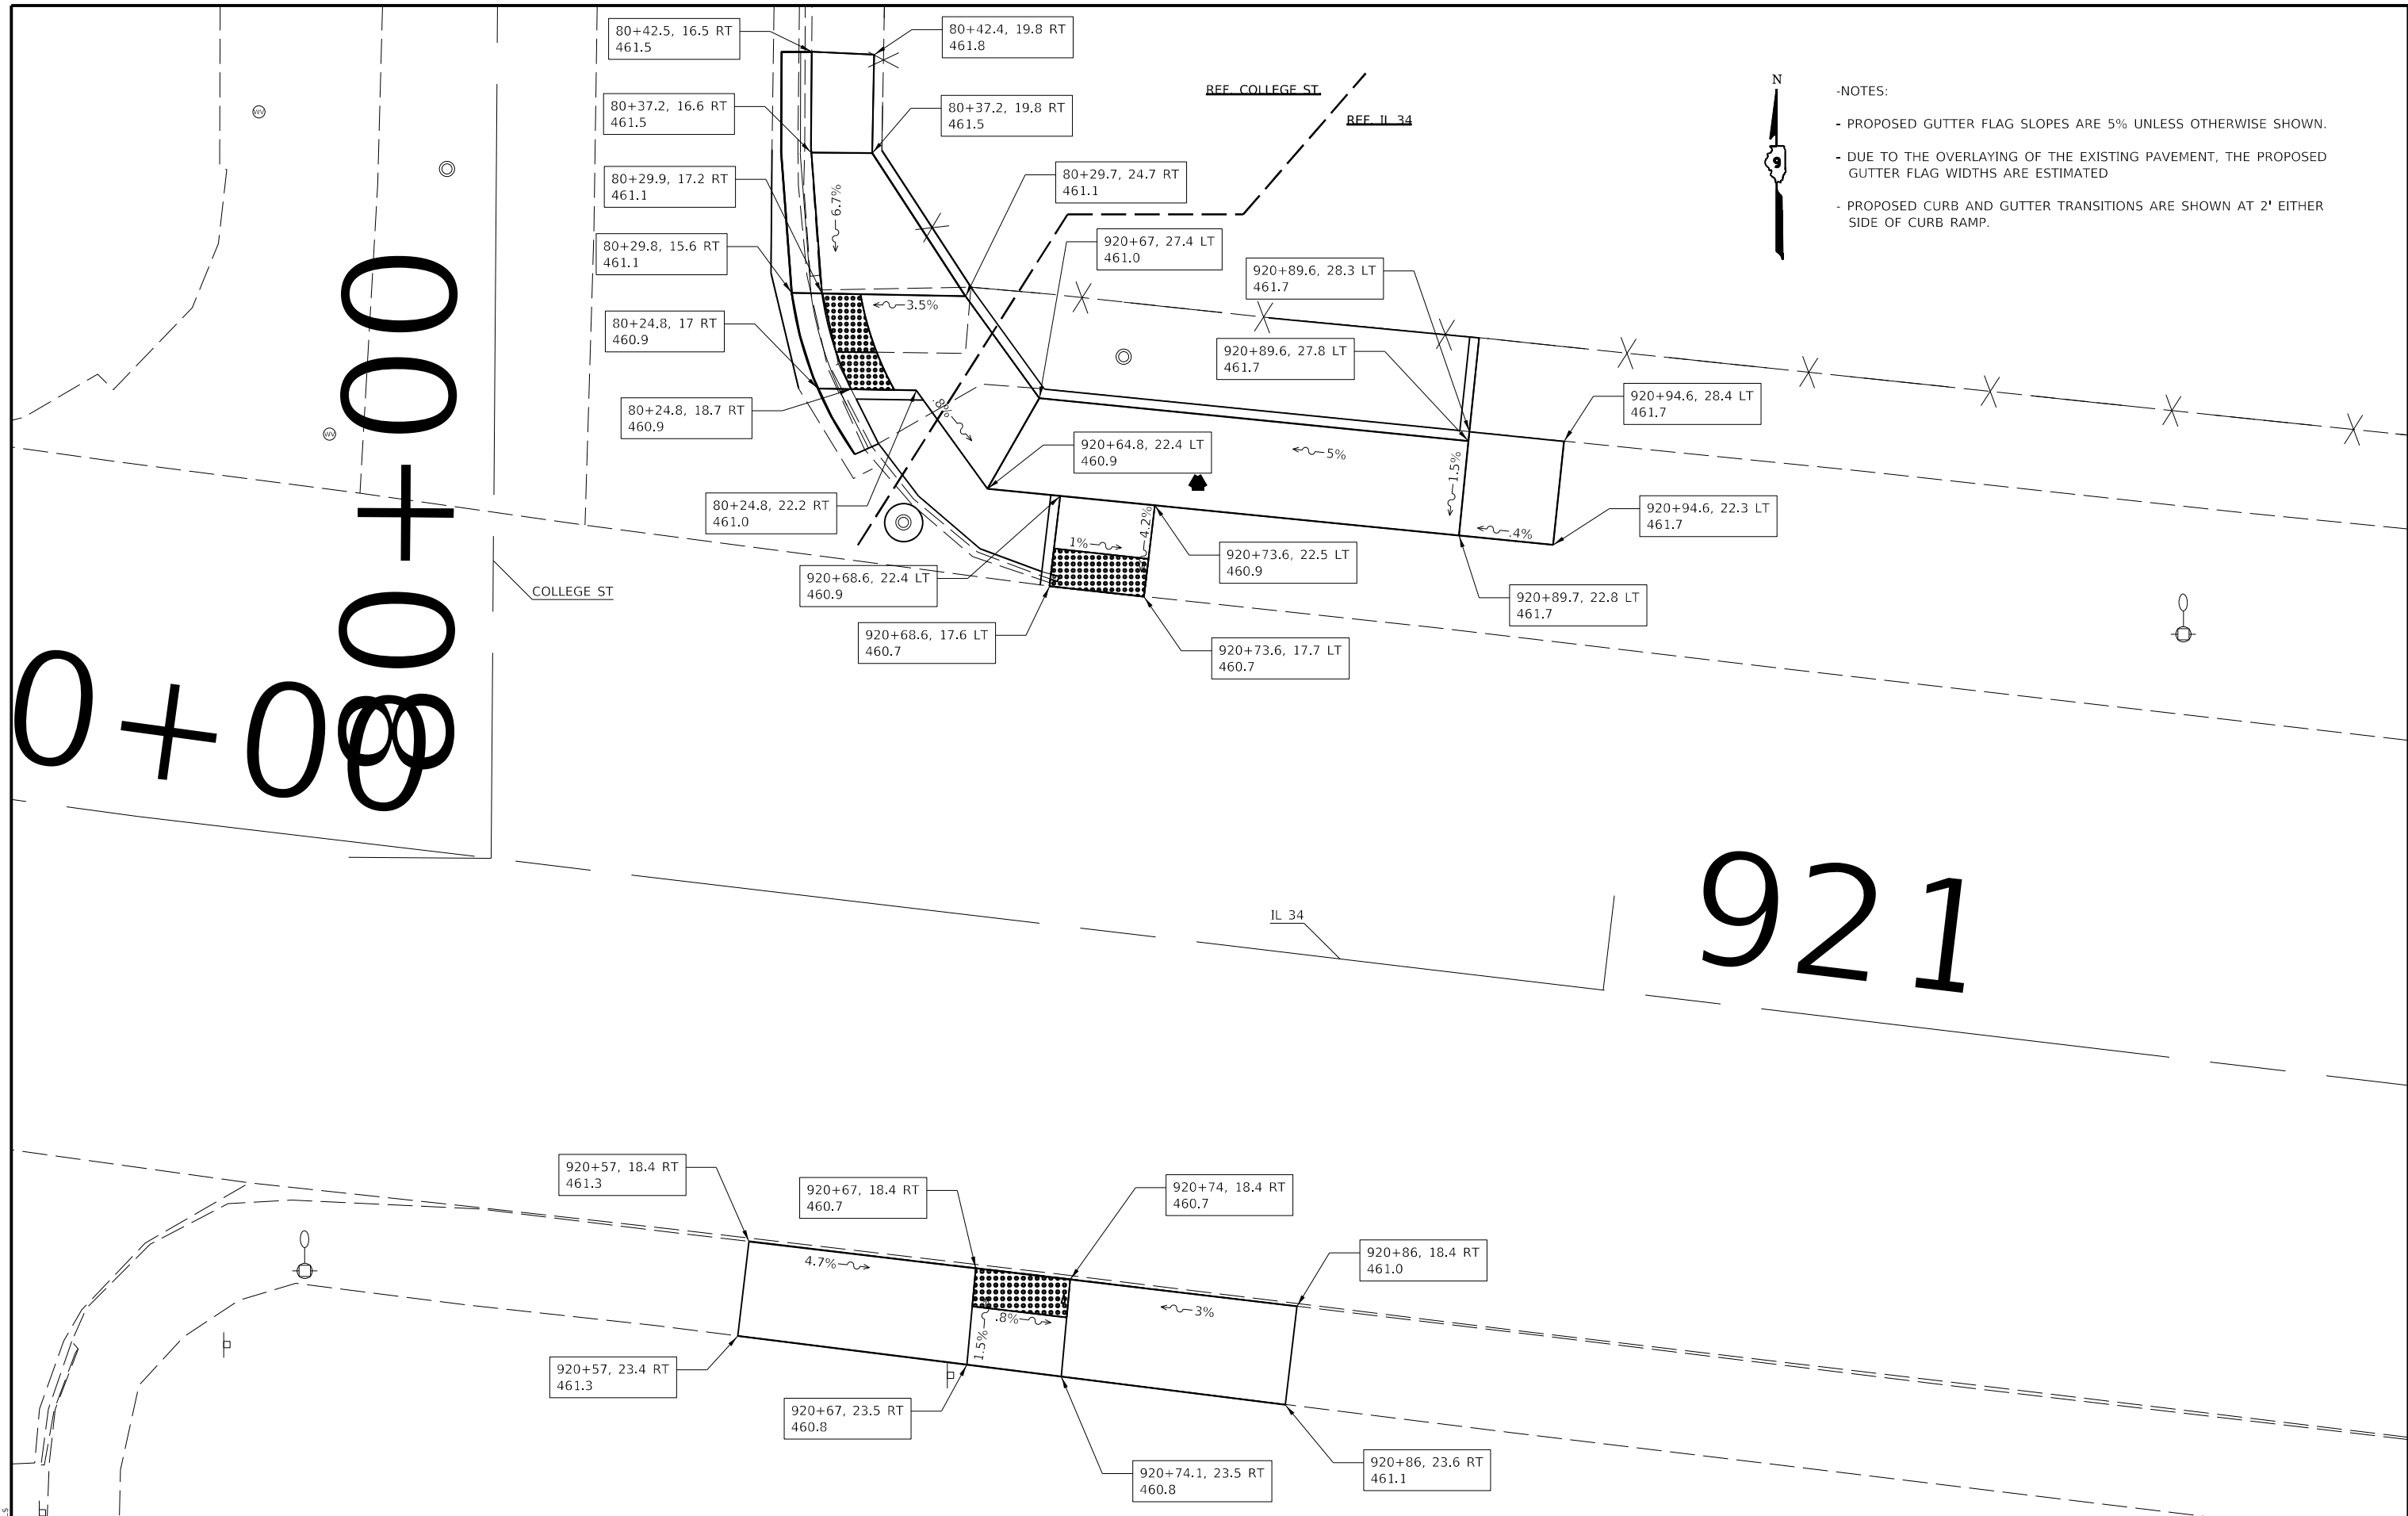 80+42.5, 16.5 RT
461.5
80+42.4, 19.8 RT
461.8
80+37.2, 16.6 RT
461.5
80+37.2, 19.8 RT
461.5
REF. COLLEGE ST
REF. IL 34
N
9
-NOTES:
- PROPOSED GUTTER FLAG SLOPES ARE 5% UNLESS OTHERWISE SHOWN.
- DUE TO THE OVERLAYING OF THE EXISTING PAVEMENT, THE PROPOSED
GUTTER FLAG WIDTHS ARE ESTIMATED
- PROPOSED CURB AND GUTTER TRANSITIONS ARE SHOWN AT 2' EITHER
SIDE OF CURB RAMP.
WV
80+29.9, 17.2 RT
461.1
6.7%
80+29.7, 24.7 RT
461.1
80+29.8, 15.6 RT
461.1
920+67, 27.4 LT
461.0
920+89.6, 28.3 LT
461.7
3.5%
80+24.8, 17 RT
460.9
920+89.6, 27.8 LT
461.7
80+24.8, 18.7 RT
460.9
.8%
920+94.6, 28.4 LT
461.7
WV
920+64.8, 22.4 LT
460.9
5%
1.5%
80+24.8, 22.2 RT
461.0
920+94.6, 22.3 LT
461.7
.4%
4.2%
1%
920+73.6, 22.5 LT
460.9
920+68.6, 22.4 LT
460.9
920+89.7, 22.8 LT
461.7
COLLEGE ST
920+68.6, 17.6 LT
460.7
920+73.6, 17.7 LT
460.7
80+00
0+00
921
IL 34
920+57, 18.4 RT
461.3
920+67, 18.4 RT
460.7
920+74, 18.4 RT
460.7
920+86, 18.4 RT
461.0
4.7%
3%
.8%
1.5%
920+57, 23.4 RT
461.3
920+67, 23.5 RT
460.8
920+74.1, 23.5 RT
460.8
920+86, 23.6 RT
461.1